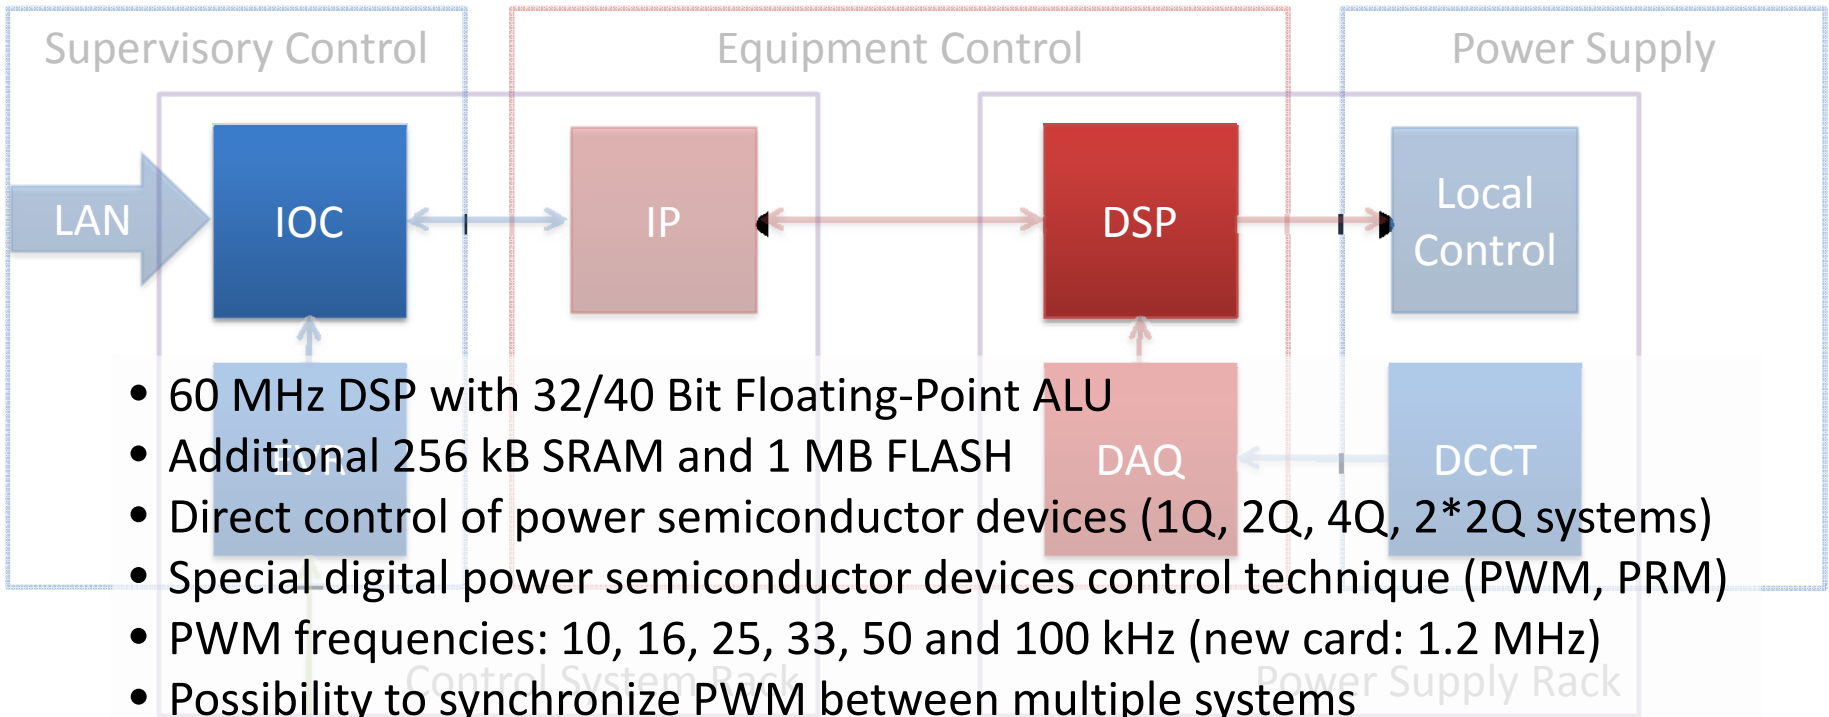 Supervisory Control
Equipment Control
Power Supply
LAN
IOC
IP
DSP
Local
Control
• 60 MHz DSP with 32/40 Bit Floating-Point ALU
• Additional 256 kB SRAM and 1 MB FLASH
EVR
DAQ
DCCT
• Direct control of power semiconductor devices (1Q, 2Q, 4Q, 2*2Q systems)
• Special digital power semiconductor devices control technique (PWM, PRM)
• PWM frequencies: 10, 16, 25, 33, 50 and 100 kHz (new card: 1.2 MHz)
Control System Rack
Power Supply Rack
• Possibility to synchronize PWM between multiple systems